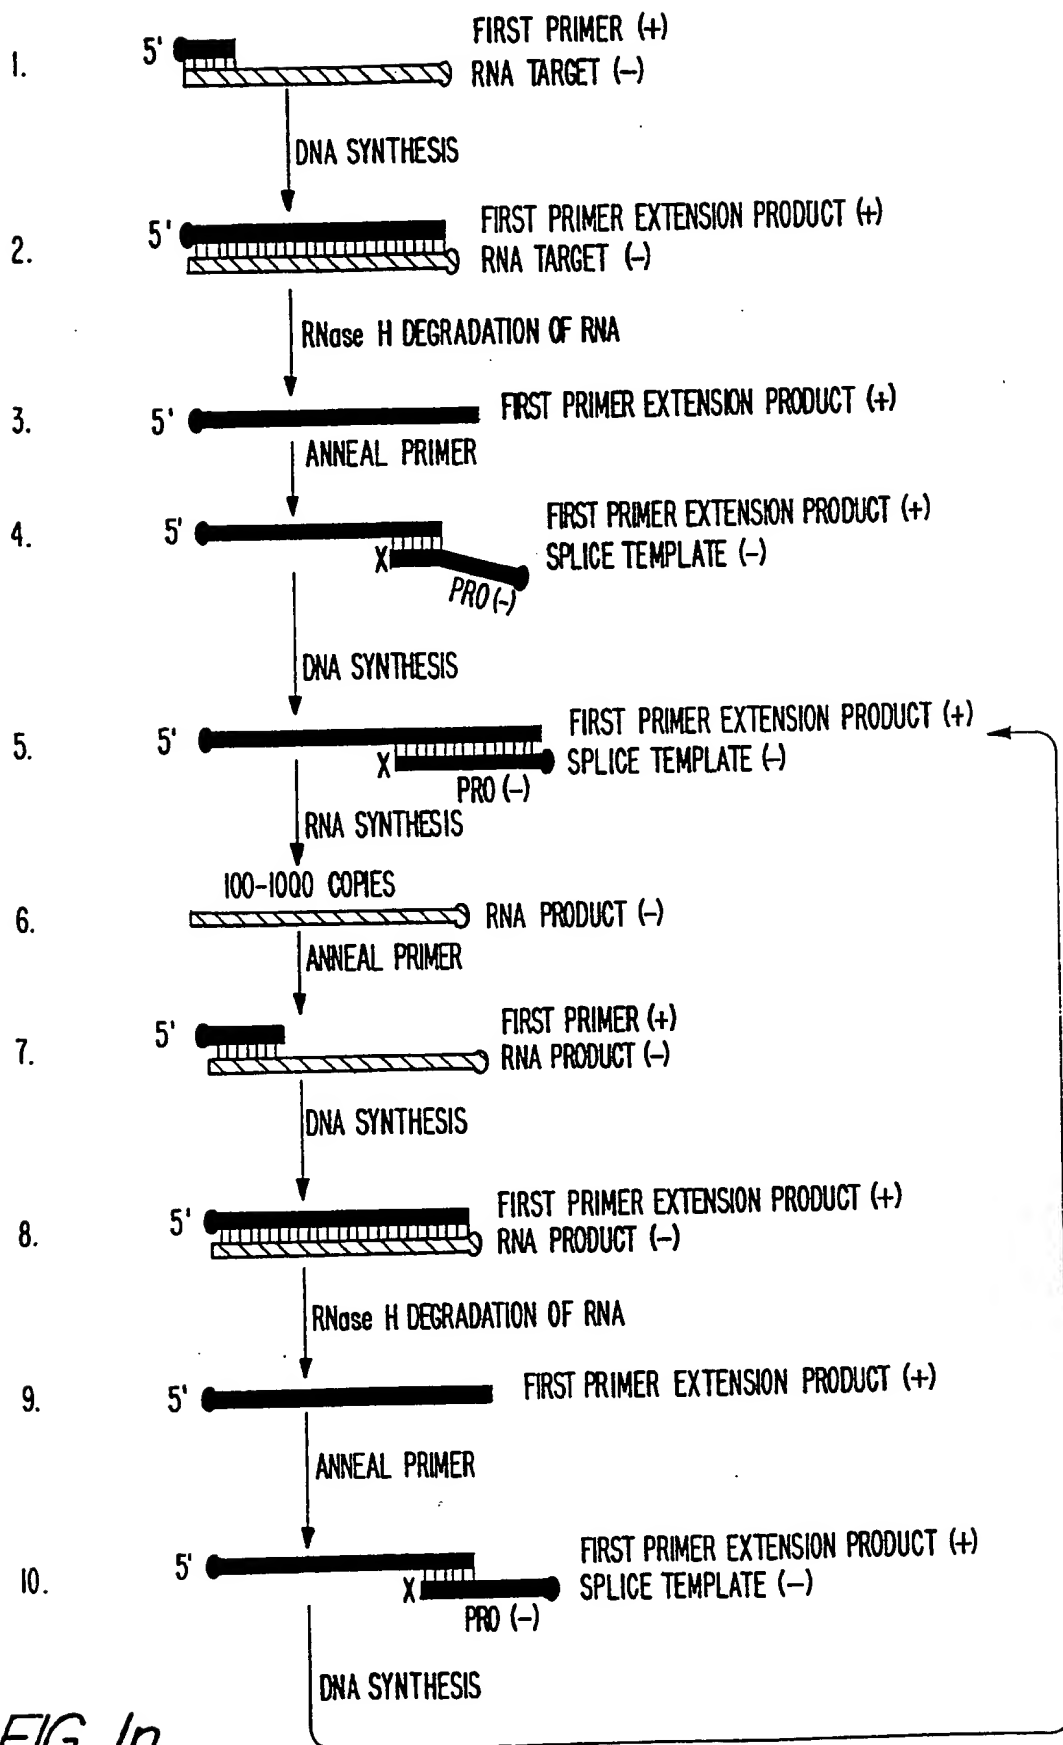 FIRST PRIMER (+)
1.
5'
RNA TARGET (–)
DNA SYNTHESIS
2.
5'
FIRST PRIMER EXTENSION PRODUCT (+)
RNA TARGET (–)
RNase H DEGRADATION OF RNA
3.
5'
FIRST PRIMER EXTENSION PRODUCT (+)
ANNEAL PRIMER
4.
5'
FIRST PRIMER EXTENSION PRODUCT (+)
X
SPLICE TEMPLATE (–)
PRO (–)
DNA SYNTHESIS
5.
5'
FIRST PRIMER EXTENSION PRODUCT (+)
X
SPLICE TEMPLATE (–)
PRO (–)
RNA SYNTHESIS
100-1000 COPIES
6.
RNA PRODUCT (–)
ANNEAL PRIMER
7.
5'
FIRST PRIMER (+)
RNA PRODUCT (–)
DNA SYNTHESIS
8.
5'
FIRST PRIMER EXTENSION PRODUCT (+)
RNA PRODUCT (–)
RNase H DEGRADATION OF RNA
9.
5'
FIRST PRIMER EXTENSION PRODUCT (+)
ANNEAL PRIMER
10.
5'
FIRST PRIMER EXTENSION PRODUCT (+)
X
SPLICE TEMPLATE (–)
PRO (–)
DNA SYNTHESIS
FIG. 1n